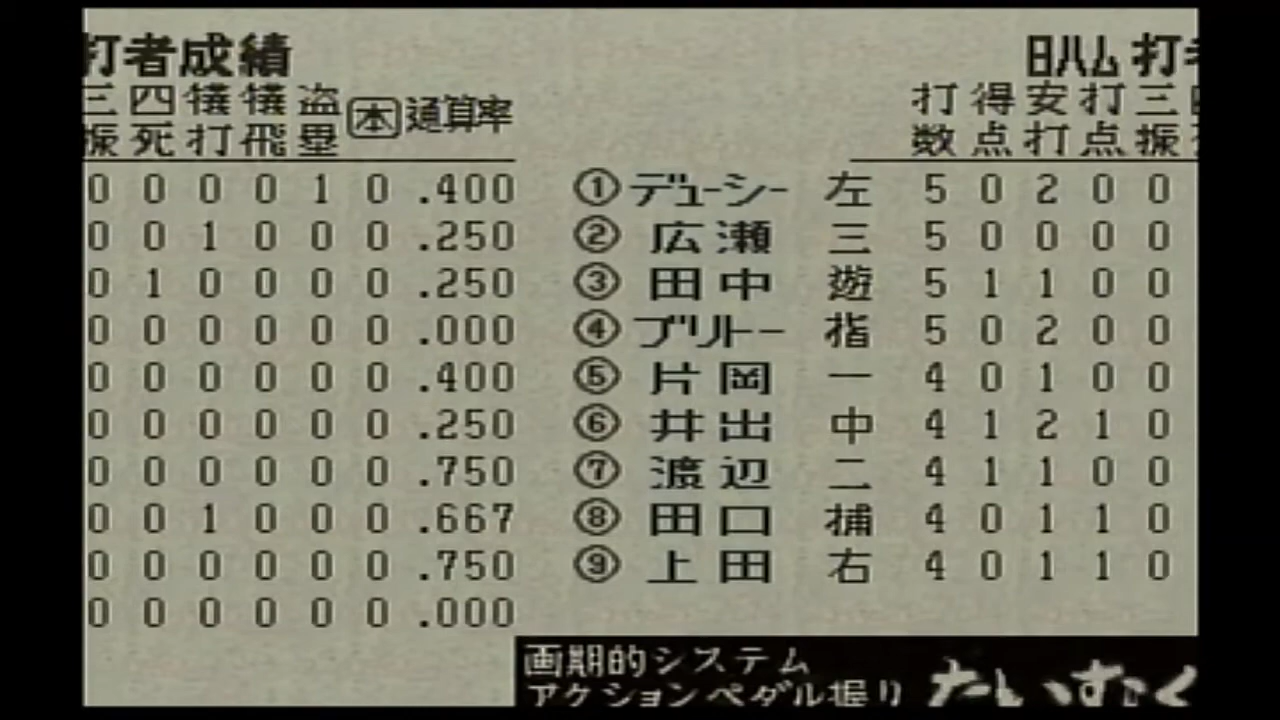 打者成績
三振 四死 犠打 犠飛 盗塁 本 通算率
0 0 0 0 1 0 .400
0 0 1 0 0 0 .250
0 1 0 0 0 0 .250
0 0 0 0 0 0 .000
0 0 0 0 0 0 .400
0 0 0 0 0 0 .250
0 0 0 0 0 0 .750
0 0 1 0 0 0 .667
0 0 0 0 0 0 .750
0 0 0 0 0 0 .000
日ハム 打者
打数 得点 安打 打点 三振
① デューシー 左 5 0 2 0 0
② 広瀬 三 5 0 0 0 0
③ 田中 遊 5 1 1 0 0
④ ブリトー 指 5 0 2 0 0
⑤ 片岡 一 4 0 1 0 0
⑥ 井出 中 4 1 2 1 0
⑦ 渡辺 二 4 1 1 0 0
⑧ 田口 捕 4 0 1 1 0
⑨ 上田 右 4 0 1 1 0
画期的システム
アクションペダル握り
たいすく